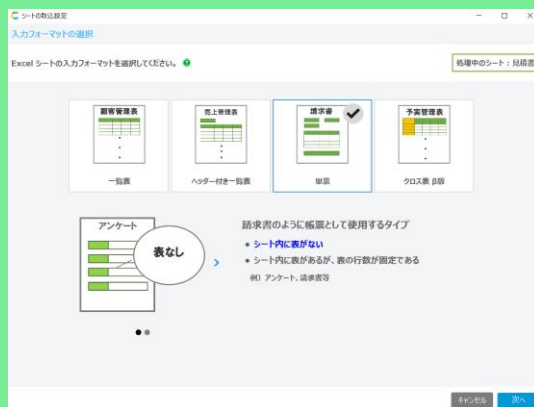 シートの取込設定
入力フォーマットの選択
Excel シートの入力フォーマットを選択してください。 ?
処理中のシート：見積書
顧客管理表
売上管理表
請求書
予実管理表
一覧表
ヘッダー付き一覧表
単票
クロス表 β版
アンケート
表なし
請求書のように帳票として使用するタイプ
• シート内に表がない
• シート内に表があるが、表の行数が固定である
例）アンケート、請求書等
キャンセル
次へ